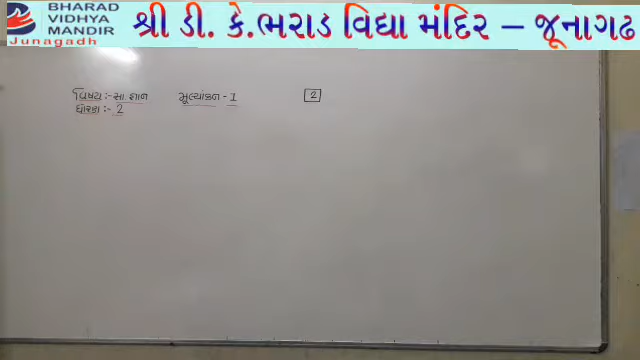 BHARAD
VIDHYA
MANDIR
Junagadh
શ્રી ડી. કે.ભરાડ વિદ્યા મંદિર – જૂનાગઢ
વિષય :- સા.જ્ઞાન મૂલ્યાંકન - 1 2
ધોરણ :- 2